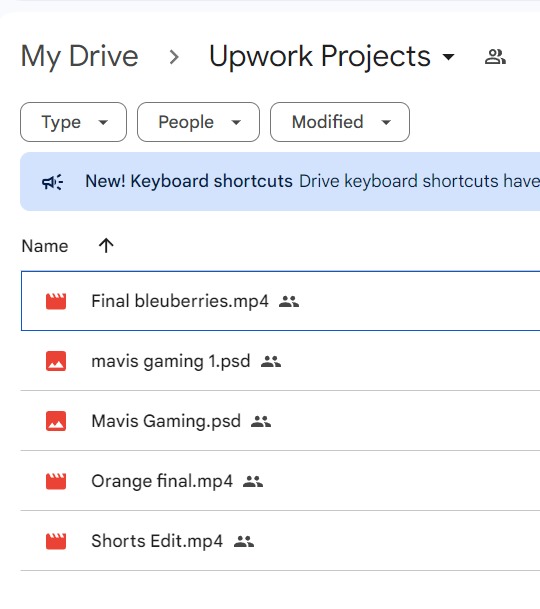 My Drive > Upwork Projects
Type People Modified
New! Keyboard shortcuts Drive keyboard shortcuts have
Name
Final bleuberries.mp4
mavis gaming 1.psd
Mavis Gaming.psd
Orange final.mp4
Shorts Edit.mp4